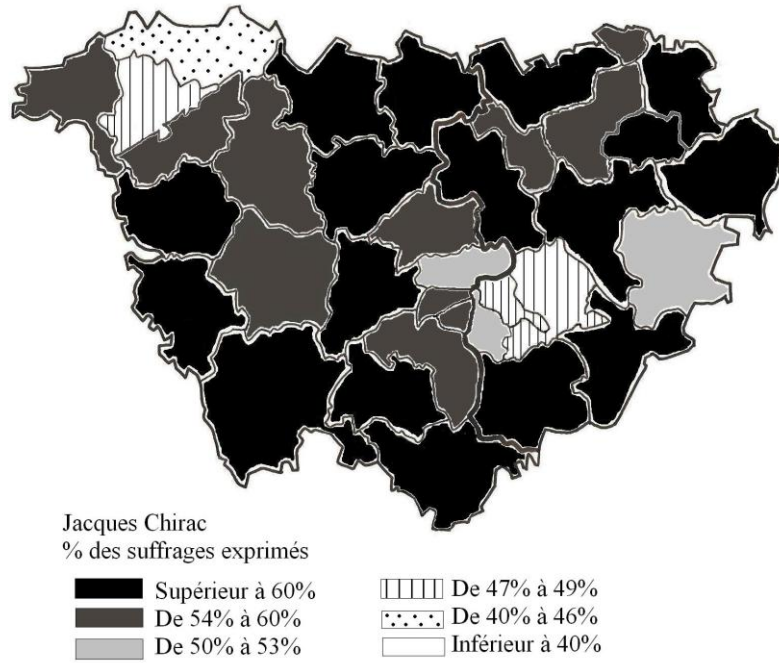 Jacques Chirac
% des suffrages exprimés
Supérieur à 60%
De 54% à 60%
De 50% à 53%
De 47% à 49%
De 40% à 46%
Inférieur à 40%